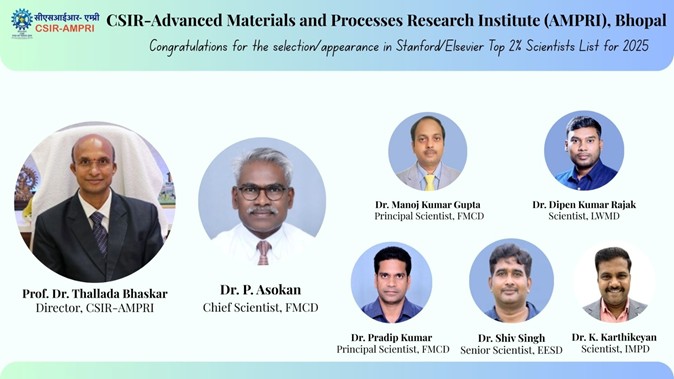 सीएसआईआर- एम्प्री
CSIR-AMPRI
CSIR-Advanced Materials and Processes Research Institute (AMPRI), Bhopal
Congratulations for the selection/appearance in Stanford/Elsevier Top 2% Scientists List for 2025
Dr. Manoj Kumar Gupta
Principal Scientist, FMCD
Dr. Dipen Kumar Rajak
Scientist, LWMD
Prof. Dr. Thallada Bhaskar
Director, CSIR-AMPRI
Dr. P. Asokan
Chief Scientist, FMCD
Dr. Pradip Kumar
Principal Scientist, FMCD
Dr. Shiv Singh
Senior Scientist, EESD
Dr. K. Karthikeyan
Scientist, IMPD